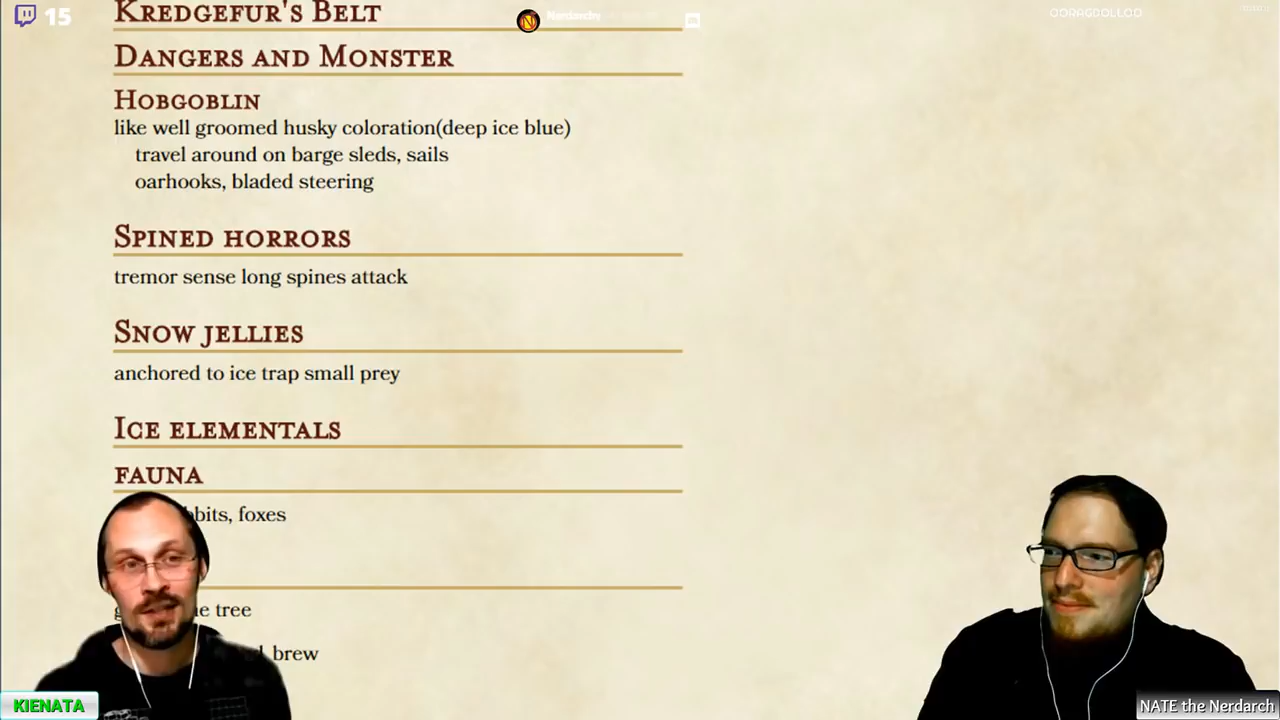 15
Nerdarchy
OORAGDOLLOO
KREDGEFUR'S BELT
DANGERS AND MONSTER
HOBGOBLIN
like well groomed husky coloration(deep ice blue)
travel around on barge sleds, sails
oarhooks, bladed steering
SPINED HORRORS
tremor sense long spines attack
SNOW JELLIES
anchored to ice trap small prey
ICE ELEMENTALS
FAUNA
foxes
tree
brew
KIENATA
NATE the Nerdarch